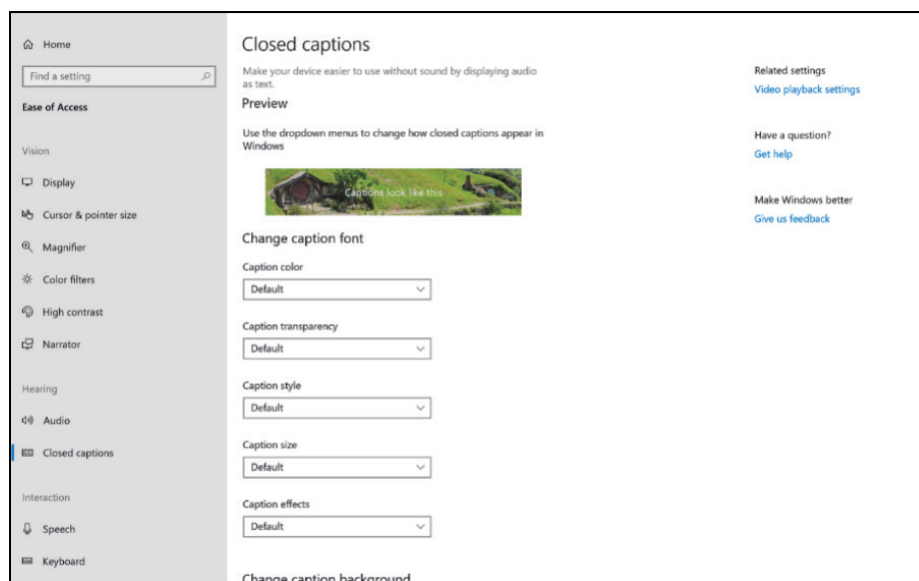 Home
Find a setting
Ease of Access
Vision
Display
Cursor & pointer size
Magnifier
Color filters
High contrast
Narrator
Hearing
Audio
Closed captions
Interaction
Speech
Keyboard
Closed captions
Make your device easier to use without sound by displaying audio
as text.
Preview
Use the dropdown menus to change how closed captions appear in
Windows
Captions look like this
Change caption font
Caption color
Default
Caption transparency
Default
Caption style
Default
Caption size
Default
Caption effects
Default
Change caption background
Related settings
Video playback settings
Have a question?
Get help
Make Windows better
Give us feedback